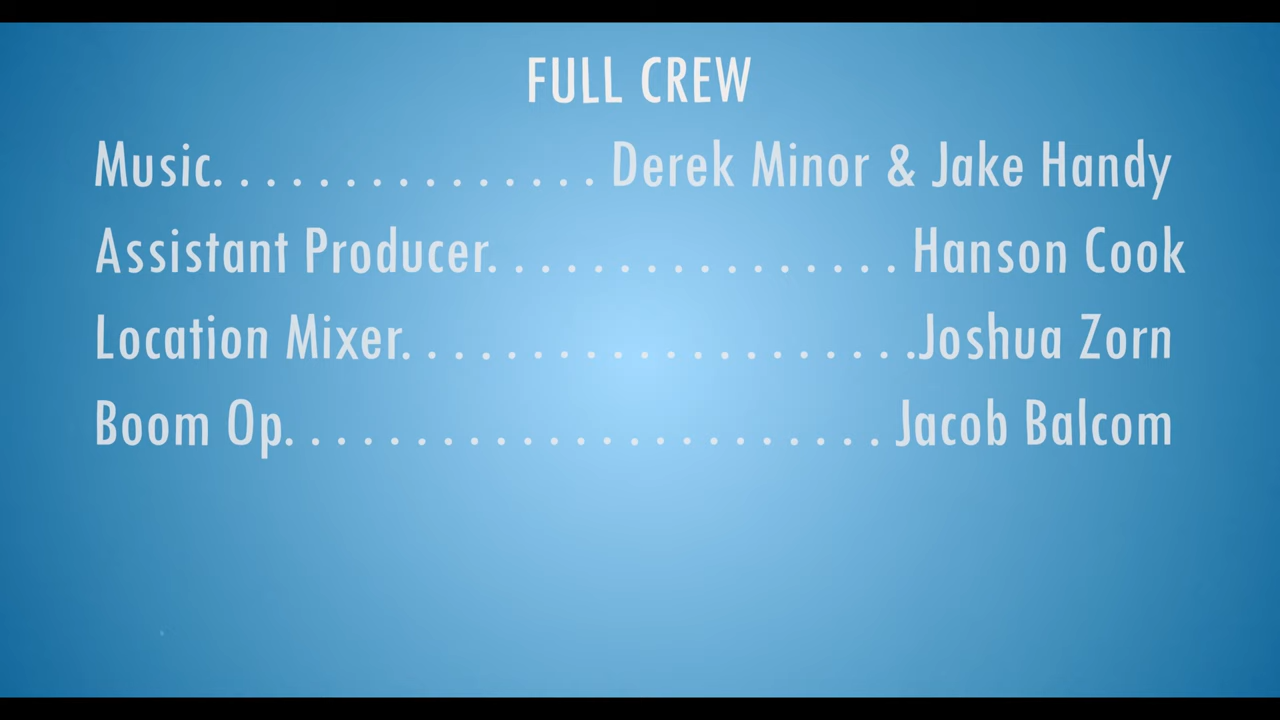 FULL CREW
Music. . . . . . . . . . . . . . . Derek Minor & Jake Handy
Assistant Producer. . . . . . . . . . . . . . . . Hanson Cook
Location Mixer. . . . . . . . . . . . . . . . . . . .Joshua Zorn
Boom Op. . . . . . . . . . . . . . . . . . . . . . . Jacob Balcom